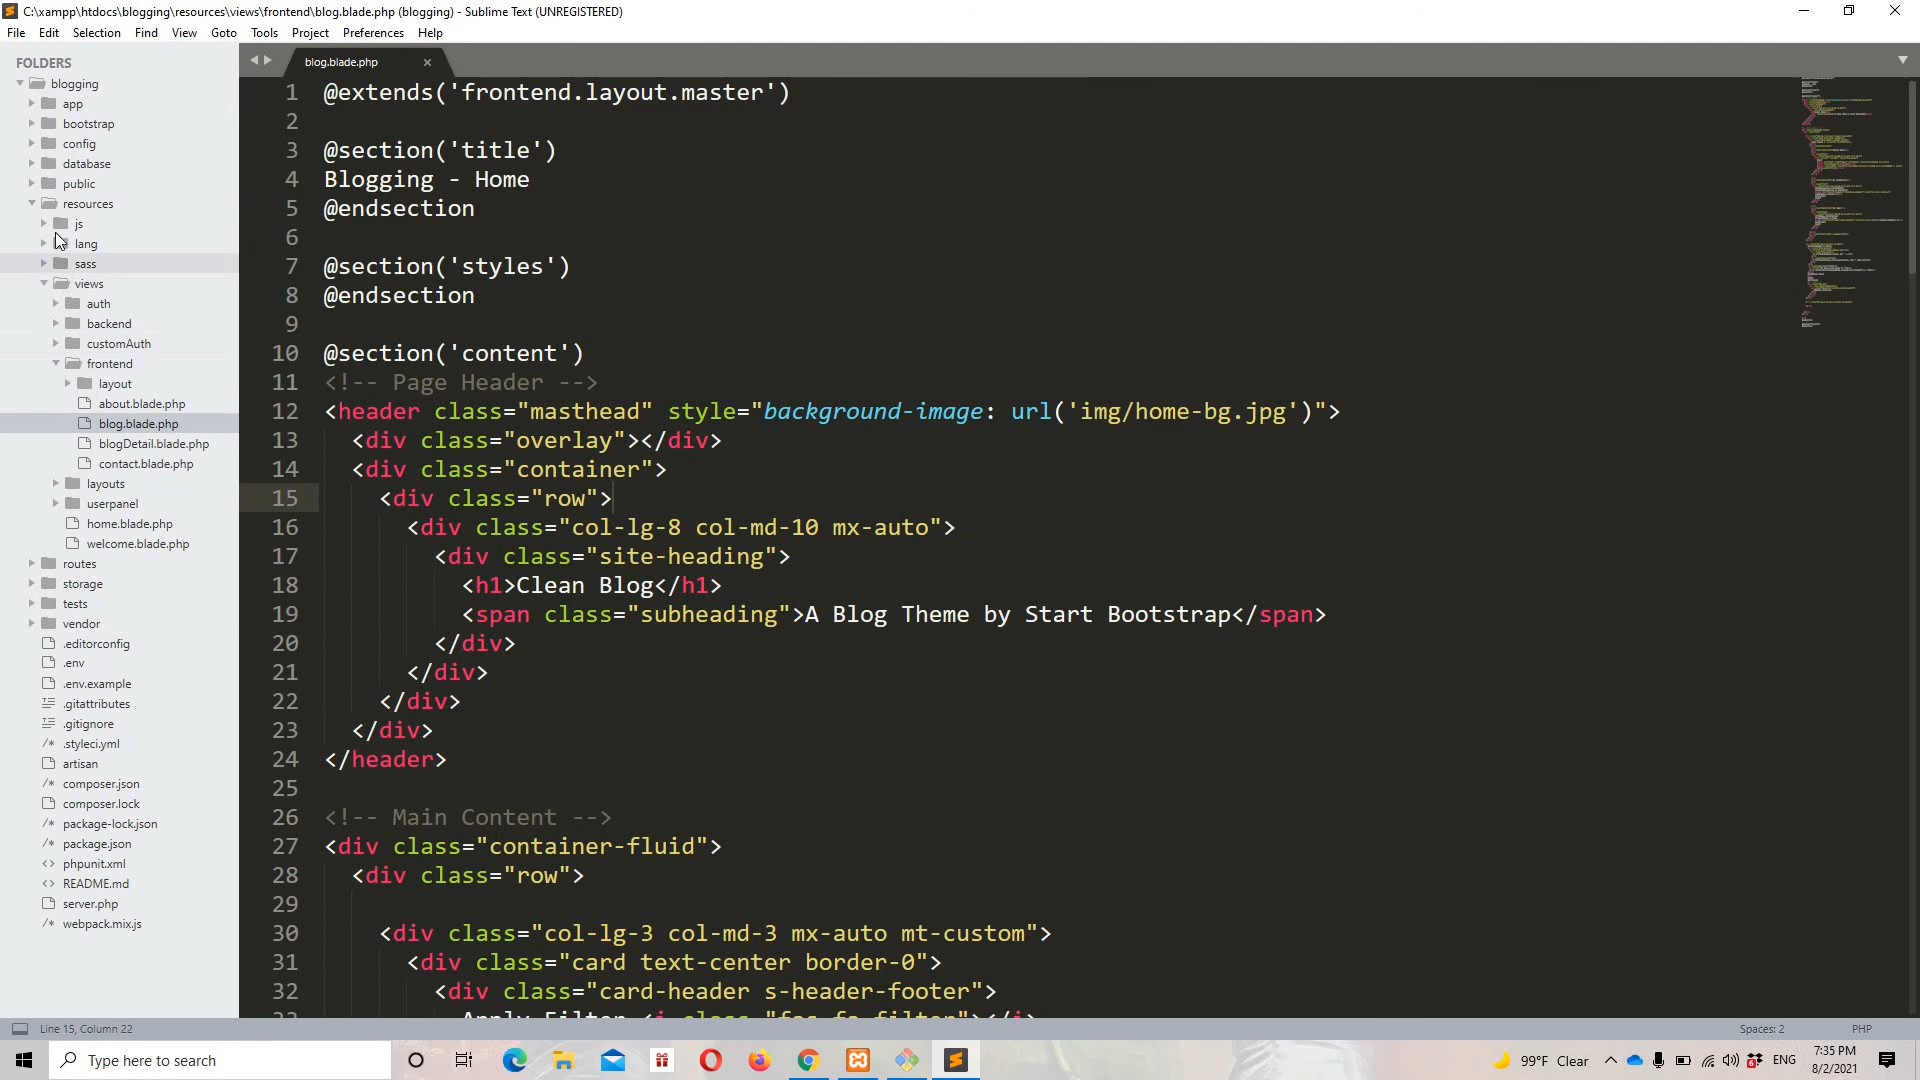 C:\xampp\htdocs\blogging\resources\views\frontend\blog.blade.php (blogging) - Sublime Text (UNREGISTERED)
File Edit Selection Find View Goto Tools Project Preferences Help
FOLDERS
blogging
app
bootstrap
config
database
public
resources
js
lang
sass
views
auth
backend
customAuth
frontend
layout
about.blade.php
blog.blade.php
blogDetail.blade.php
contact.blade.php
layouts
userpanel
home.blade.php
welcome.blade.php
routes
storage
tests
vendor
.editorconfig
.env
.env.example
.gitattributes
.gitignore
/* .styleci.yml
artisan
/* composer.json
composer.lock
/* package-lock.json
/* package.json
<> phpunit.xml
<> README.md
server.php
/* webpack.mix.js
blog.blade.php ×
1 @extends('frontend.layout.master')
2
3 @section('title')
4 Blogging - Home
5 @endsection
6
7 @section('styles')
8 @endsection
9
10 @section('content')
11 <!-- Page Header -->
12 <header class="masthead" style="background-image: url('img/home-bg.jpg')">
13 <div class="overlay"></div>
14 <div class="container">
15 <div class="row">
16 <div class="col-lg-8 col-md-10 mx-auto">
17 <div class="site-heading">
18 <h1>Clean Blog</h1>
19 <span class="subheading">A Blog Theme by Start Bootstrap</span>
20 </div>
21 </div>
22 </div>
23 </div>
24 </header>
25
26 <!-- Main Content -->
27 <div class="container-fluid">
28 <div class="row">
29
30 <div class="col-lg-3 col-md-3 mx-auto mt-custom">
31 <div class="card text-center border-0">
32 <div class="card-header s-header-footer">
33 Apply Filter <i class="fas fa-filter"></i>
Line 15, Column 22
Spaces: 2 PHP
Type here to search
99°F Clear
ENG
7:35 PM
8/2/2021